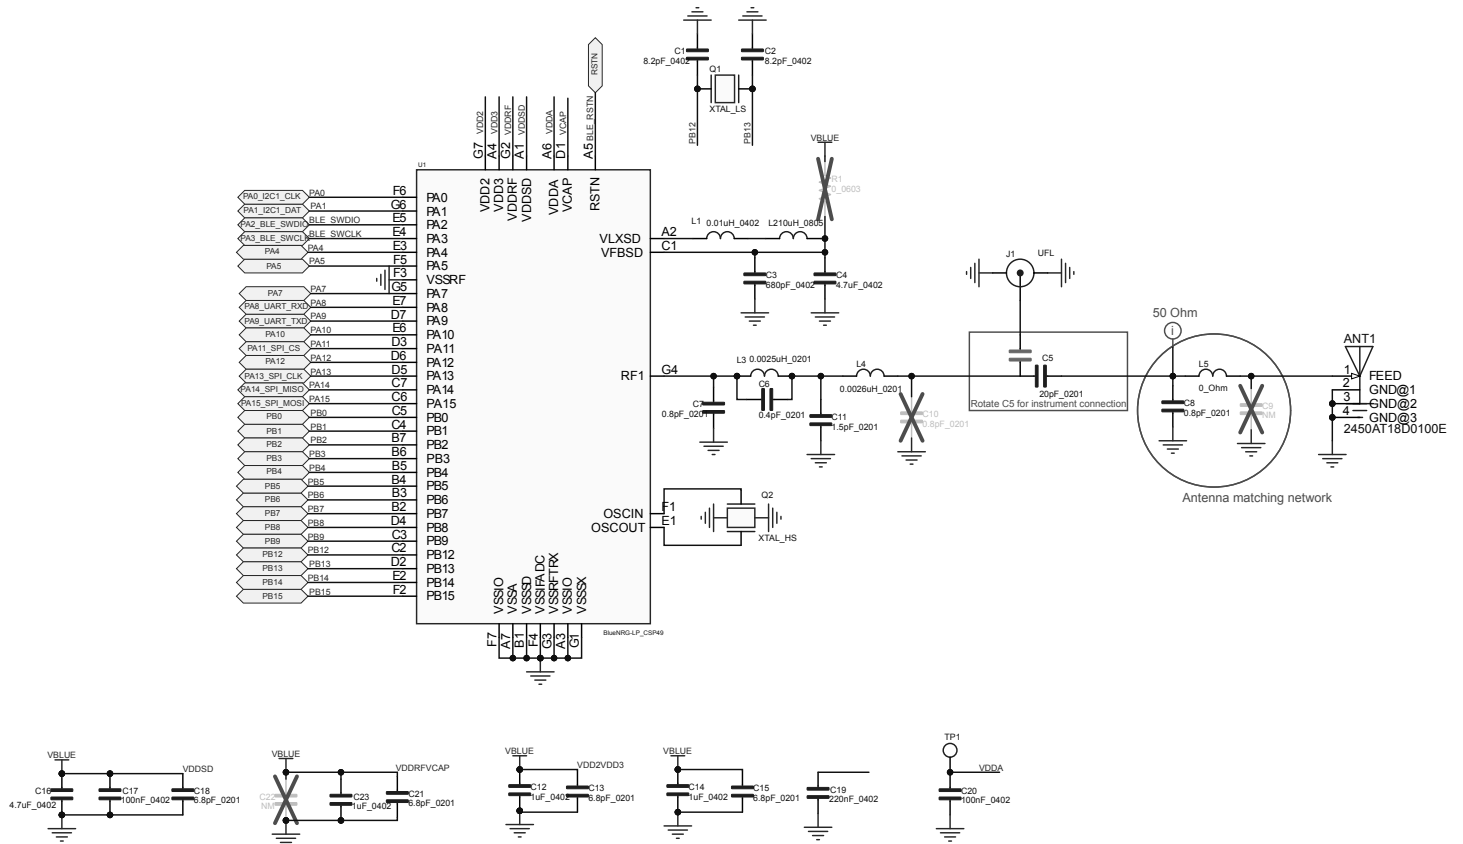 C1
8.2pF_0402
C2
8.2pF_0402
Q1
XTAL_LS
PB12
PB13
RSTN
BLE_RSTN
VDD2
VDD3
VDDRF
VDDSD
VDDA
VCAP
G7
A4
G2
A1
A6
D1
A5
U1
VDD2
VDD3
VDDRF
VDDSD
VDDA
VCAP
RSTN
PA0_I2C1_CLK PA0 F6 PA0
PA1_I2C1_DAT PA1 G6 PA1
PA2_BLE_SWDIO BLE_SWDIO E5 PA2
PA3_BLE_SWCLK BLE_SWCLK E4 PA3
PA4 PA4 E3 PA4
PA5 PA5 F5 PA5
F3 VSSRF
PA7 PA7 G5 PA7
PA8_UART_RXD PA8 E7 PA8
PA9_UART_TXD PA9 D7 PA9
PA10 PA10 E6 PA10
PA11_SPI_CS PA11 D3 PA11
PA12 PA12 D6 PA12
PA13_SPI_CLK PA13 D5 PA13
PA14_SPI_MISO PA14 C7 PA14
PA15_SPI_MOSI PA15 C6 PA15
PB0 PB0 C5 PB0
PB1 PB1 C4 PB1
PB2 PB2 B7 PB2
PB3 PB3 B6 PB3
PB4 PB4 B5 PB4
PB5 PB5 B4 PB5
PB6 PB6 B3 PB6
PB7 PB7 B2 PB7
PB8 PB8 D4 PB8
PB9 PB9 C3 PB9
PB12 PB12 C2 PB12
PB13 PB13 D2 PB13
PB14 PB14 E2 PB14
PB15 PB15 F2 PB15
VLXSD A2
VFBSD C1
RF1 G4
OSCIN F1
OSCOUT E1
VSSIO
VSSA
VSSSD
VSSIFADC
VSSRFTRX
VSSIO
VSSSX
F7
A7
B1
F4
G3
A3
G1
BlueNRG-LP_CSP49
VBLUE
R1
0_0603
L1 0.01uH_0402
L210uH_0805
C3
680pF_0402
C4
4.7uF_0402
J1
UFL
L3 0.0025uH_0201
C6
0.4pF_0201
C7
0.8pF_0201
C11
1.5pF_0201
L4
0.0026uH_0201
C10
0.8pF_0201
C5
20pF_0201
Rotate C5 for instrument connection
50 Ohm
i
L5
0_Ohm
C8
0.8pF_0201
C9
NM
Antenna matching network
ANT1
1 FEED
2 GND@1
3 GND@2
4 GND@3
2450AT18D0100E
Q2
XTAL_HS
VBLUE
VDDSD
C16
4.7uF_0402
C17
100nF_0402
C18
6.8pF_0201
VBLUE
VDDRFVCAP
C22
NM
C23
1uF_0402
C21
6.8pF_0201
VBLUE
VDD2VDD3
C12
1uF_0402
C13
6.8pF_0201
VBLUE
C14
1uF_0402
C15
6.8pF_0201
C19
220nF_0402
TP1
VDDA
C20
100nF_0402